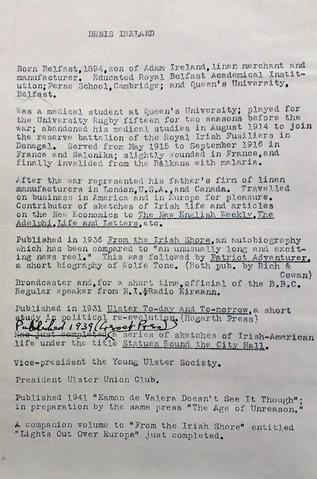 DENIS IRELAND
Born Belfast,1894,son of Adam Ireland,linen merchant and
manufacturer. Educated Royal Belfast Academical Instit-
ution;Perse School,Cambridge; and Queen's University,
Belfast.
Was a medical student at Queen's University; played for
the University Rugby fifteen for two seasons before the
war; abandoned his medical studies in August 1914 to join
the reserve battalion of the Royal Irish Fusiliers in
Donegal. Served from May 1915 to September 1916 in
France and Salonika; slightly wounded in France,and
finally invalided from the Balkans with malaria.
After the war represented his father's firm of linen
manufacturers in London,U.S.A., and Canada. Travelled
on business in America and in Europe for pleasure.
Contributor of sketches of Irish life and articles
on the New Economics to The New English Weekly,The
Adelphi,Life and Letters,etc.
Published in 1936 From the Irish Shore,an autobiography
which has been compared to "an unusually long and excit-
ing news reel." This was followed by Patriot Adventurer,
a short biography of Wolfe Tone. (Both pub. by Rich &
Cowan)
Broadcaster and,for a short time,official of the B.B.C.
Regular speaker from N.I.&Radio Eireann.
Published in 1931 Ulster To-day and To-morrow,a short
study in political re-evolution.(Hogarth Press)
Published 1939 (                Press)
Has just completed a series of sketches of Irish-American
life under the title Statues Round the City Hall.
Vice-president the Young Ulster Society.
President Ulster Union Club.
Published 1941 "Eamon de Valera Doesn't See It Though";
in preparation by the same press "The Age of Unreason."
A companion volume to "From the Irish Shore" entitled
"Lights Out Over Europe" just completed.